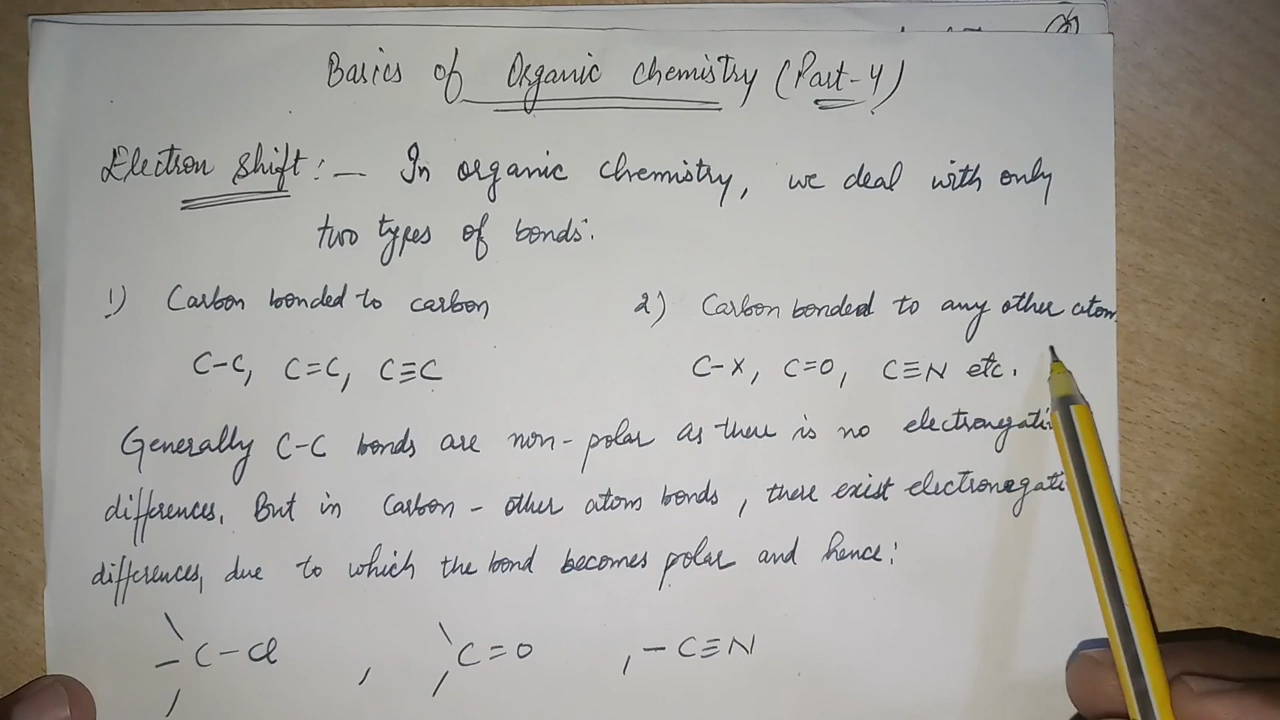 Basics of Organic chemistry (Part-4)
Electron Shift:- In organic chemistry, we deal with only
two types of bonds.
1) Carbon bonded to carbon
2) Carbon bonded to any other atom
C-C, C=C, C≡C
C-X, C=O, C≡N etc.
Generally C-C bonds are non-polar as there is no electronegati
differences. But in Carbon - other atom bonds, there exist electronegati
differences, due to which the bond becomes polar and hence:
-C-Cl , C=O , -C≡N